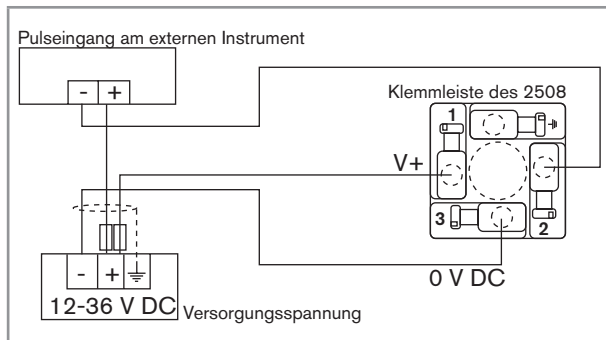 Pulseingang am externen Instrument
- +
Klemmleiste des 2508
1
V+
2
3
0 V DC
- +
12-36 V DC
Versorgungsspannung